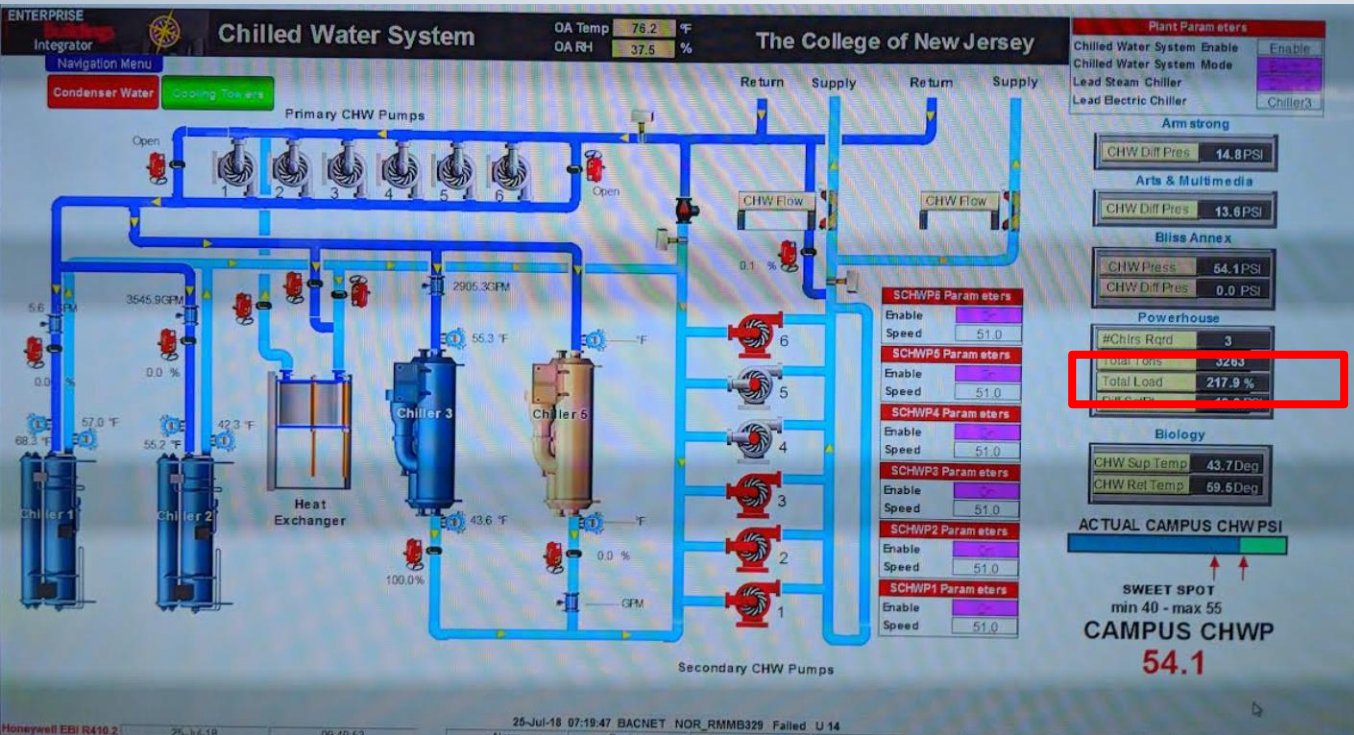 ENTERPRISE
Buildings
Integrator
Navigation Menu
Chilled Water System
OA Temp 76.2 °F
OA RH 37.5 %
The College of New Jersey
Plant Parameters
Chilled Water System Enable Enable
Chilled Water System Mode
Lead Steam Chiller
Lead Electric Chiller Chiller3
Condenser Water
Cooling Towers
Return Supply Return Supply
Primary CHW Pumps
Open
Open
1 2 3 4 5 6
CHW Flow
CHW Flow
0.1 %
Armstrong
CHW Diff Pres 14.8 PSI
Arts & Multimedia
CHW Diff Pres 13.6 PSI
Bliss Annex
CHW Press 54.1 PSI
CHW Diff Pres 0.0 PSI
Powerhouse
#Chlrs Rqrd 3
Total Tons 3263
Total Load 217.9 %
Biology
CHW Sup Temp 43.7 Deg
CHW Ret Temp 59.5 Deg
5.6 GPM
3545.9GPM
2905.3GPM
55.3 °F
°F
0.0 %
0.0 %
68.3 °F
57.0 °F
55.2 °F
42.3 °F
Chiller 1
Chiller 2
Heat
Exchanger
Chiller 3
Chiller 5
43.6 °F
°F
100.0%
0.0 %
GPM
6
5
4
3
2
1
Secondary CHW Pumps
SCHWP6 Parameters
Enable
Speed 51.0
SCHWP5 Parameters
Enable
Speed 51.0
SCHWP4 Parameters
Enable
Speed 51.0
SCHWP3 Parameters
Enable
Speed 51.0
SCHWP2 Parameters
Enable
Speed 51.0
SCHWP1 Parameters
Enable
Speed 51.0
ACTUAL CAMPUS CHW PSI
SWEET SPOT
min 40 - max 55
CAMPUS CHWP
54.1
25-Jul-18 07:19:47 BACNET NOR_RMMB329 Failed U 14
Honeywell EBI R410.2
25-Jul-18